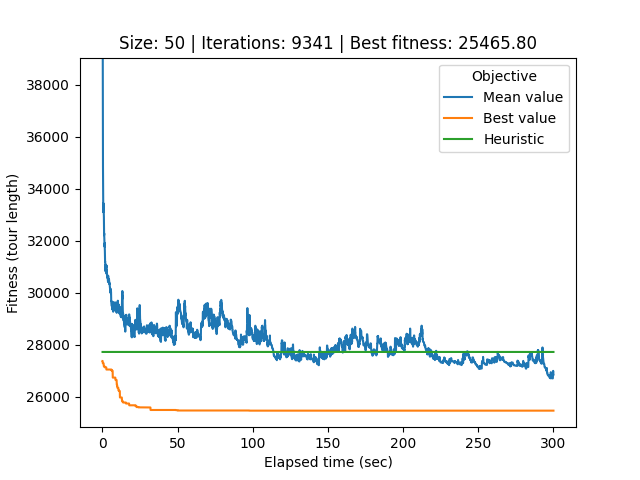 Size: 50 | Iterations: 9341 | Best fitness: 25465.80
Objective
Mean value
Best value
Heuristic
38000
36000
34000
32000
30000
28000
26000
Fitness (tour length)
0 50 100 150 200 250 300
Elapsed time (sec)